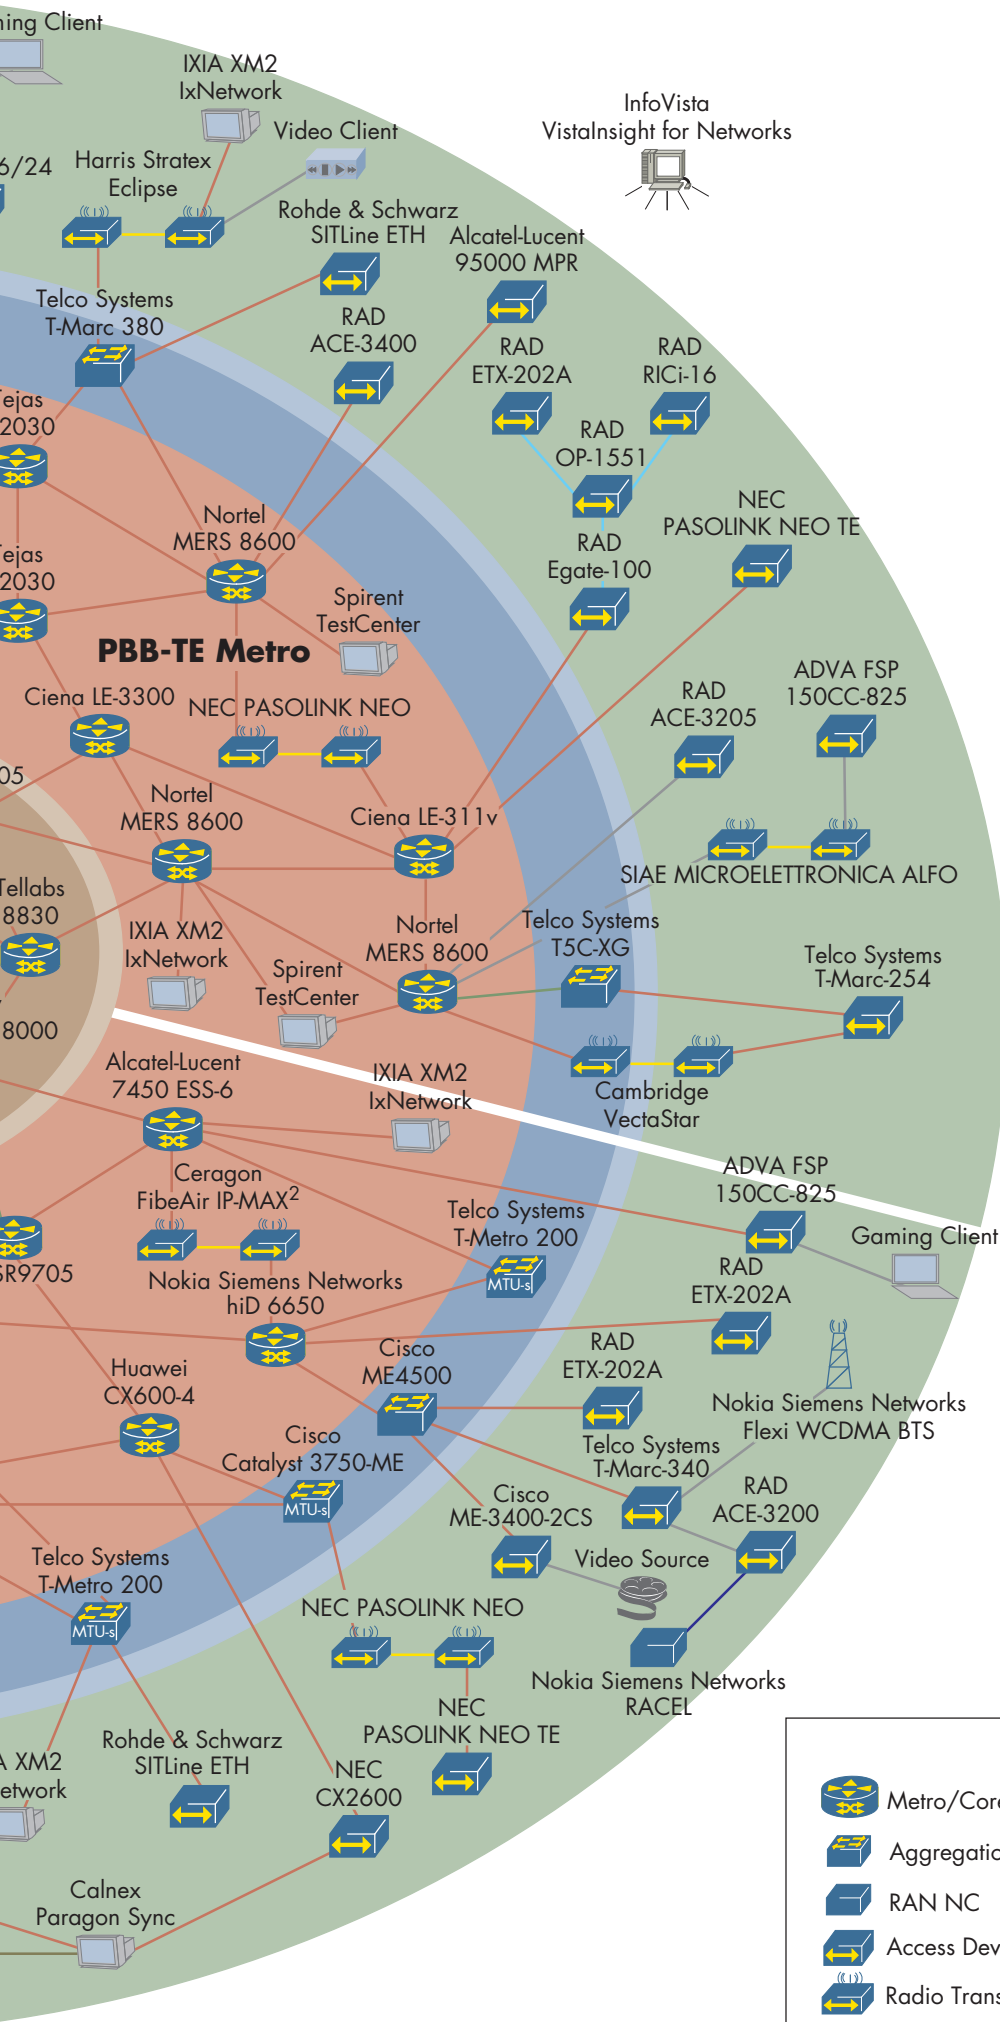 Client
IXIA XM2
IxNetwork
InfoVista
VistaInsight for Networks
Video Client
6/24
Harris Stratex
Eclipse
Rohde & Schwarz
SITLine ETH
Alcatel-Lucent
95000 MPR
Telco Systems
T-Marc 380
RAD
ACE-3400
RAD
ETX-202A
RAD
RICi-16
2030
RAD
OP-1551
NEC
PASOLINK NEO TE
Nortel
MERS 8600
2030
RAD
Egate-100
Spirent
TestCenter
PBB-TE Metro
Ciena LE-3300
NEC PASOLINK NEO
RAD
ACE-3205
ADVA FSP
150CC-825
05
Nortel
MERS 8600
Ciena LE-311v
SIAE MICROELETTRONICA ALFO
Tellabs
8830
IXIA XM2
IxNetwork
Nortel
MERS 8600
Telco Systems
T5C-XG
Telco Systems
T-Marc-254
Spirent
TestCenter
8000
Alcatel-Lucent
7450 ESS-6
IXIA XM2
IxNetwork
Cambridge
VectaStar
Ceragon
FibeAir IP-MAX2
ADVA FSP
150CC-825
Telco Systems
T-Metro 200
MTU-s
Gaming Client
SR9705
Nokia Siemens Networks
hiD 6650
RAD
ETX-202A
Huawei
CX600-4
Cisco
ME4500
RAD
ETX-202A
Nokia Siemens Networks
Flexi WCDMA BTS
Cisco
Catalyst 3750-ME
MTU-s
Telco Systems
T-Marc-340
Cisco
ME-3400-2CS
RAD
ACE-3200
Telco Systems
T-Metro 200
MTU-s
Video Source
NEC PASOLINK NEO
Nokia Siemens Networks
RACEL
NEC
PASOLINK NEO TE
Rohde & Schwarz
SITLine ETH
XM2
NEC
CX2600
Calnex
Paragon Sync
Metro/Core
RAN NC
Access
Radio